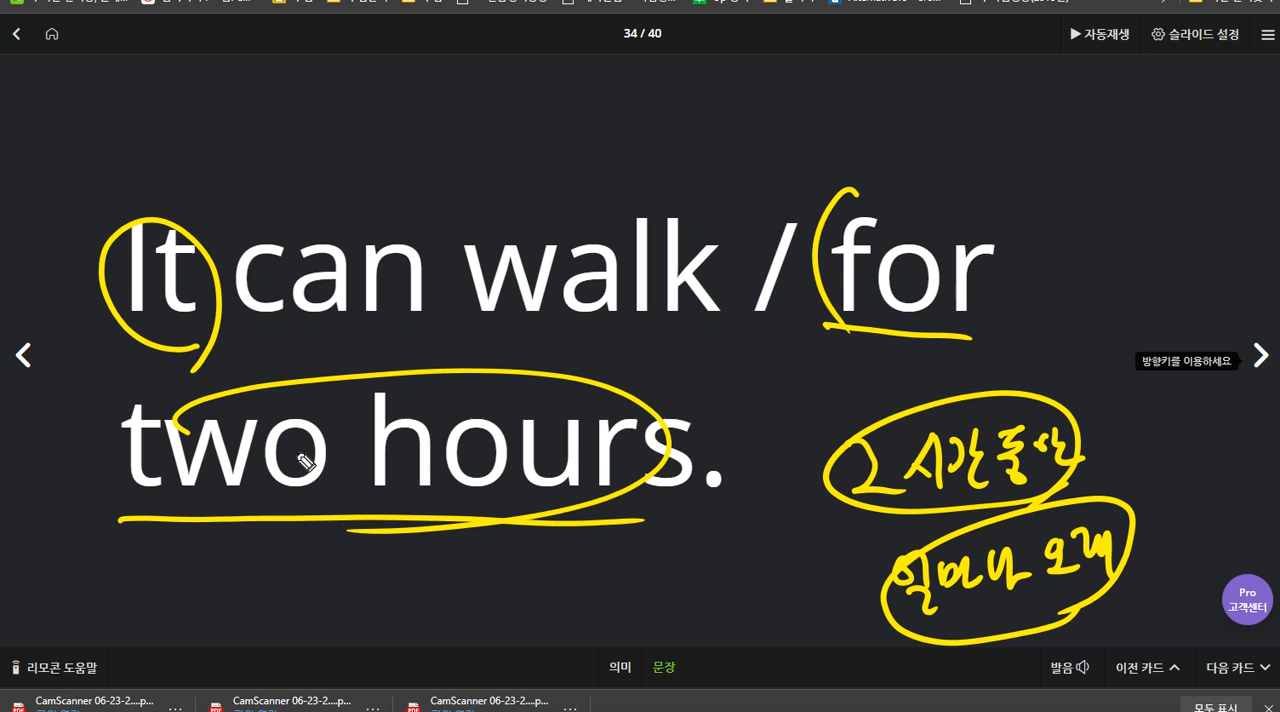 34 / 40
자동재생
슬라이드 설정
It can walk / for
two hours.
방향키를 이용하세요
2시간동안
얼마나 오래
Pro
고객센터
리모콘 도움말
의미
문장
발음
이전 카드
다음 카드
CamScanner 06-23-2....p...
CamScanner 06-23-2....p...
CamScanner 06-23-2....p...
모두 표시